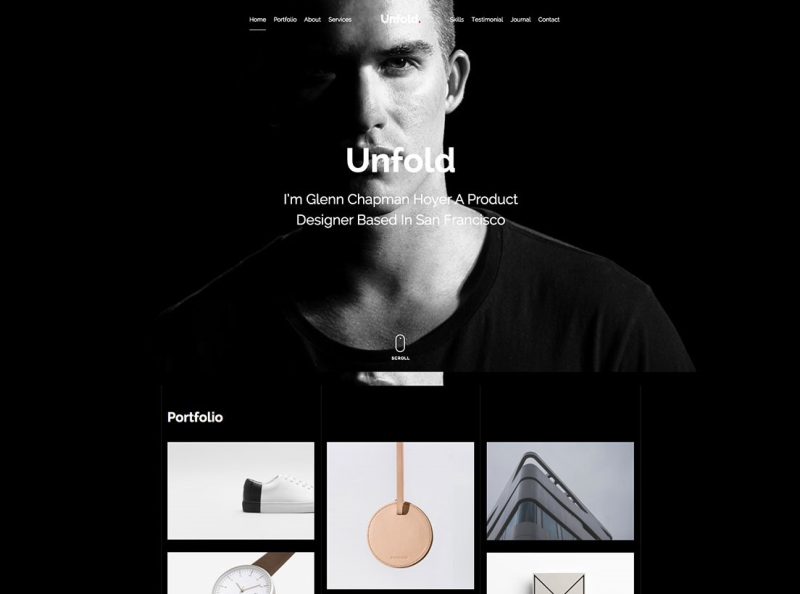 Home Portfolio About Services Unfold. Skills Testimonial Journal Contact
Unfold
I'm Glenn Chapman Hoyer A Product
Designer Based In San Francisco
SCROLL
Portfolio